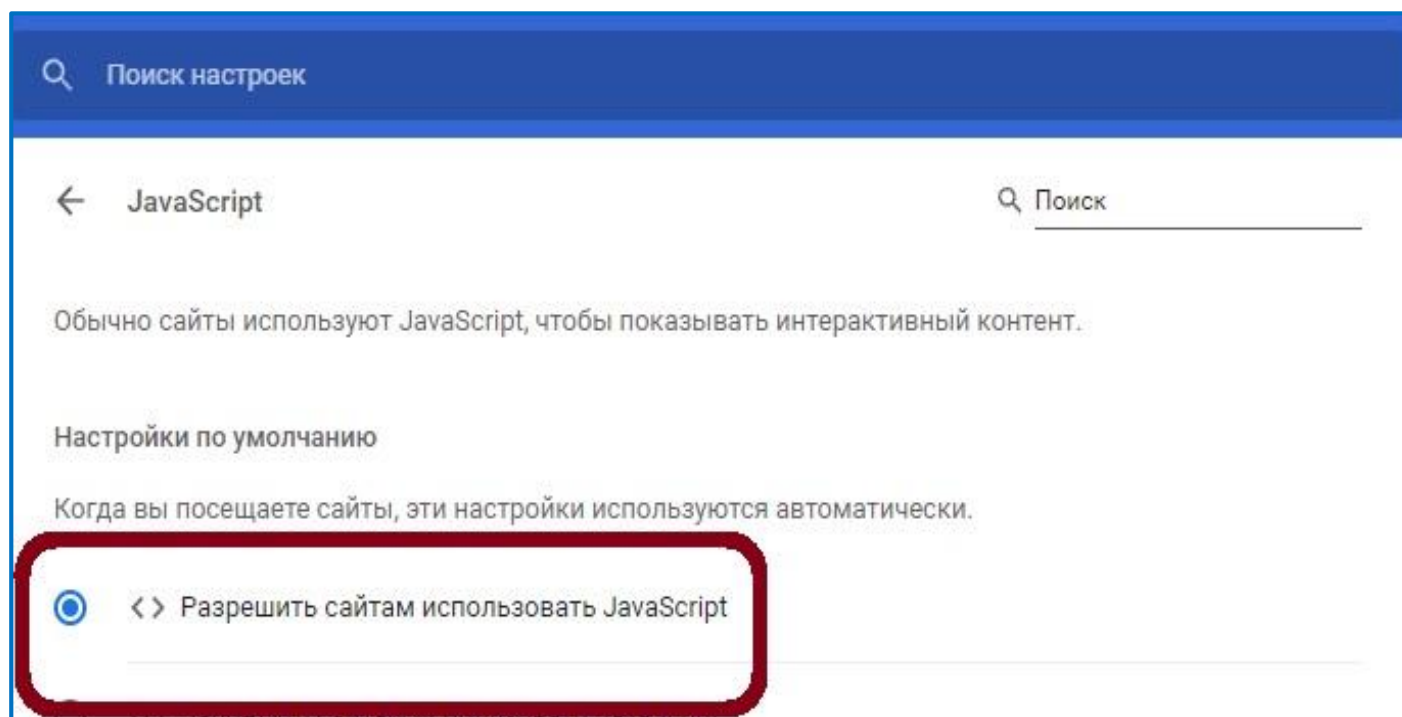 Поиск настроек
JavaScript
Поиск
Обычно сайты используют JavaScript, чтобы показывать интерактивный контент.
Настройки по умолчанию
Когда вы посещаете сайты, эти настройки используются автоматически.
<> Разрешить сайтам использовать JavaScript